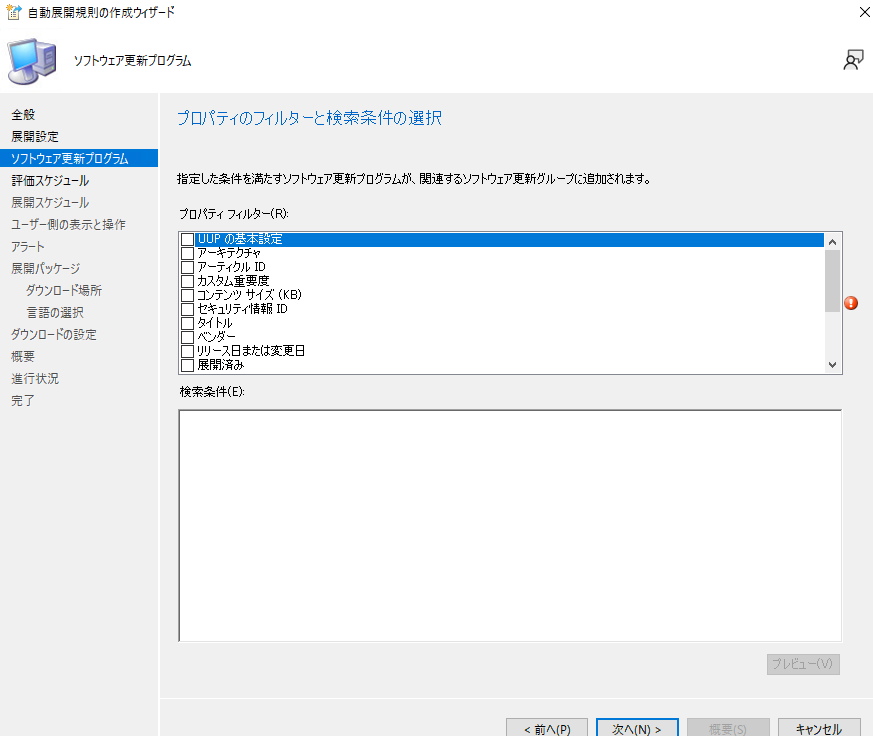 自動展開規則の作成ウィザード
ソフトウェア更新プログラム
全般
展開設定
ソフトウェア更新プログラム
評価スケジュール
展開スケジュール
ユーザー側の表示と操作
アラート
展開パッケージ
ダウンロード場所
言語の選択
ダウンロードの設定
概要
進行状況
完了
プロパティのフィルターと検索条件の選択
指定した条件を満たすソフトウェア更新プログラムが、関連するソフトウェア更新グループに追加されます。
プロパティ フィルター(R):
UUP の基本設定
アーキテクチャ
アーティクル ID
カスタム重要度
コンテンツ サイズ (KB)
セキュリティ情報 ID
タイトル
ベンダー
リリース日または変更日
展開済み
検索条件(E):
プレビュー(V)
< 前へ(P)
次へ(N) >
概要(S)
キャンセル